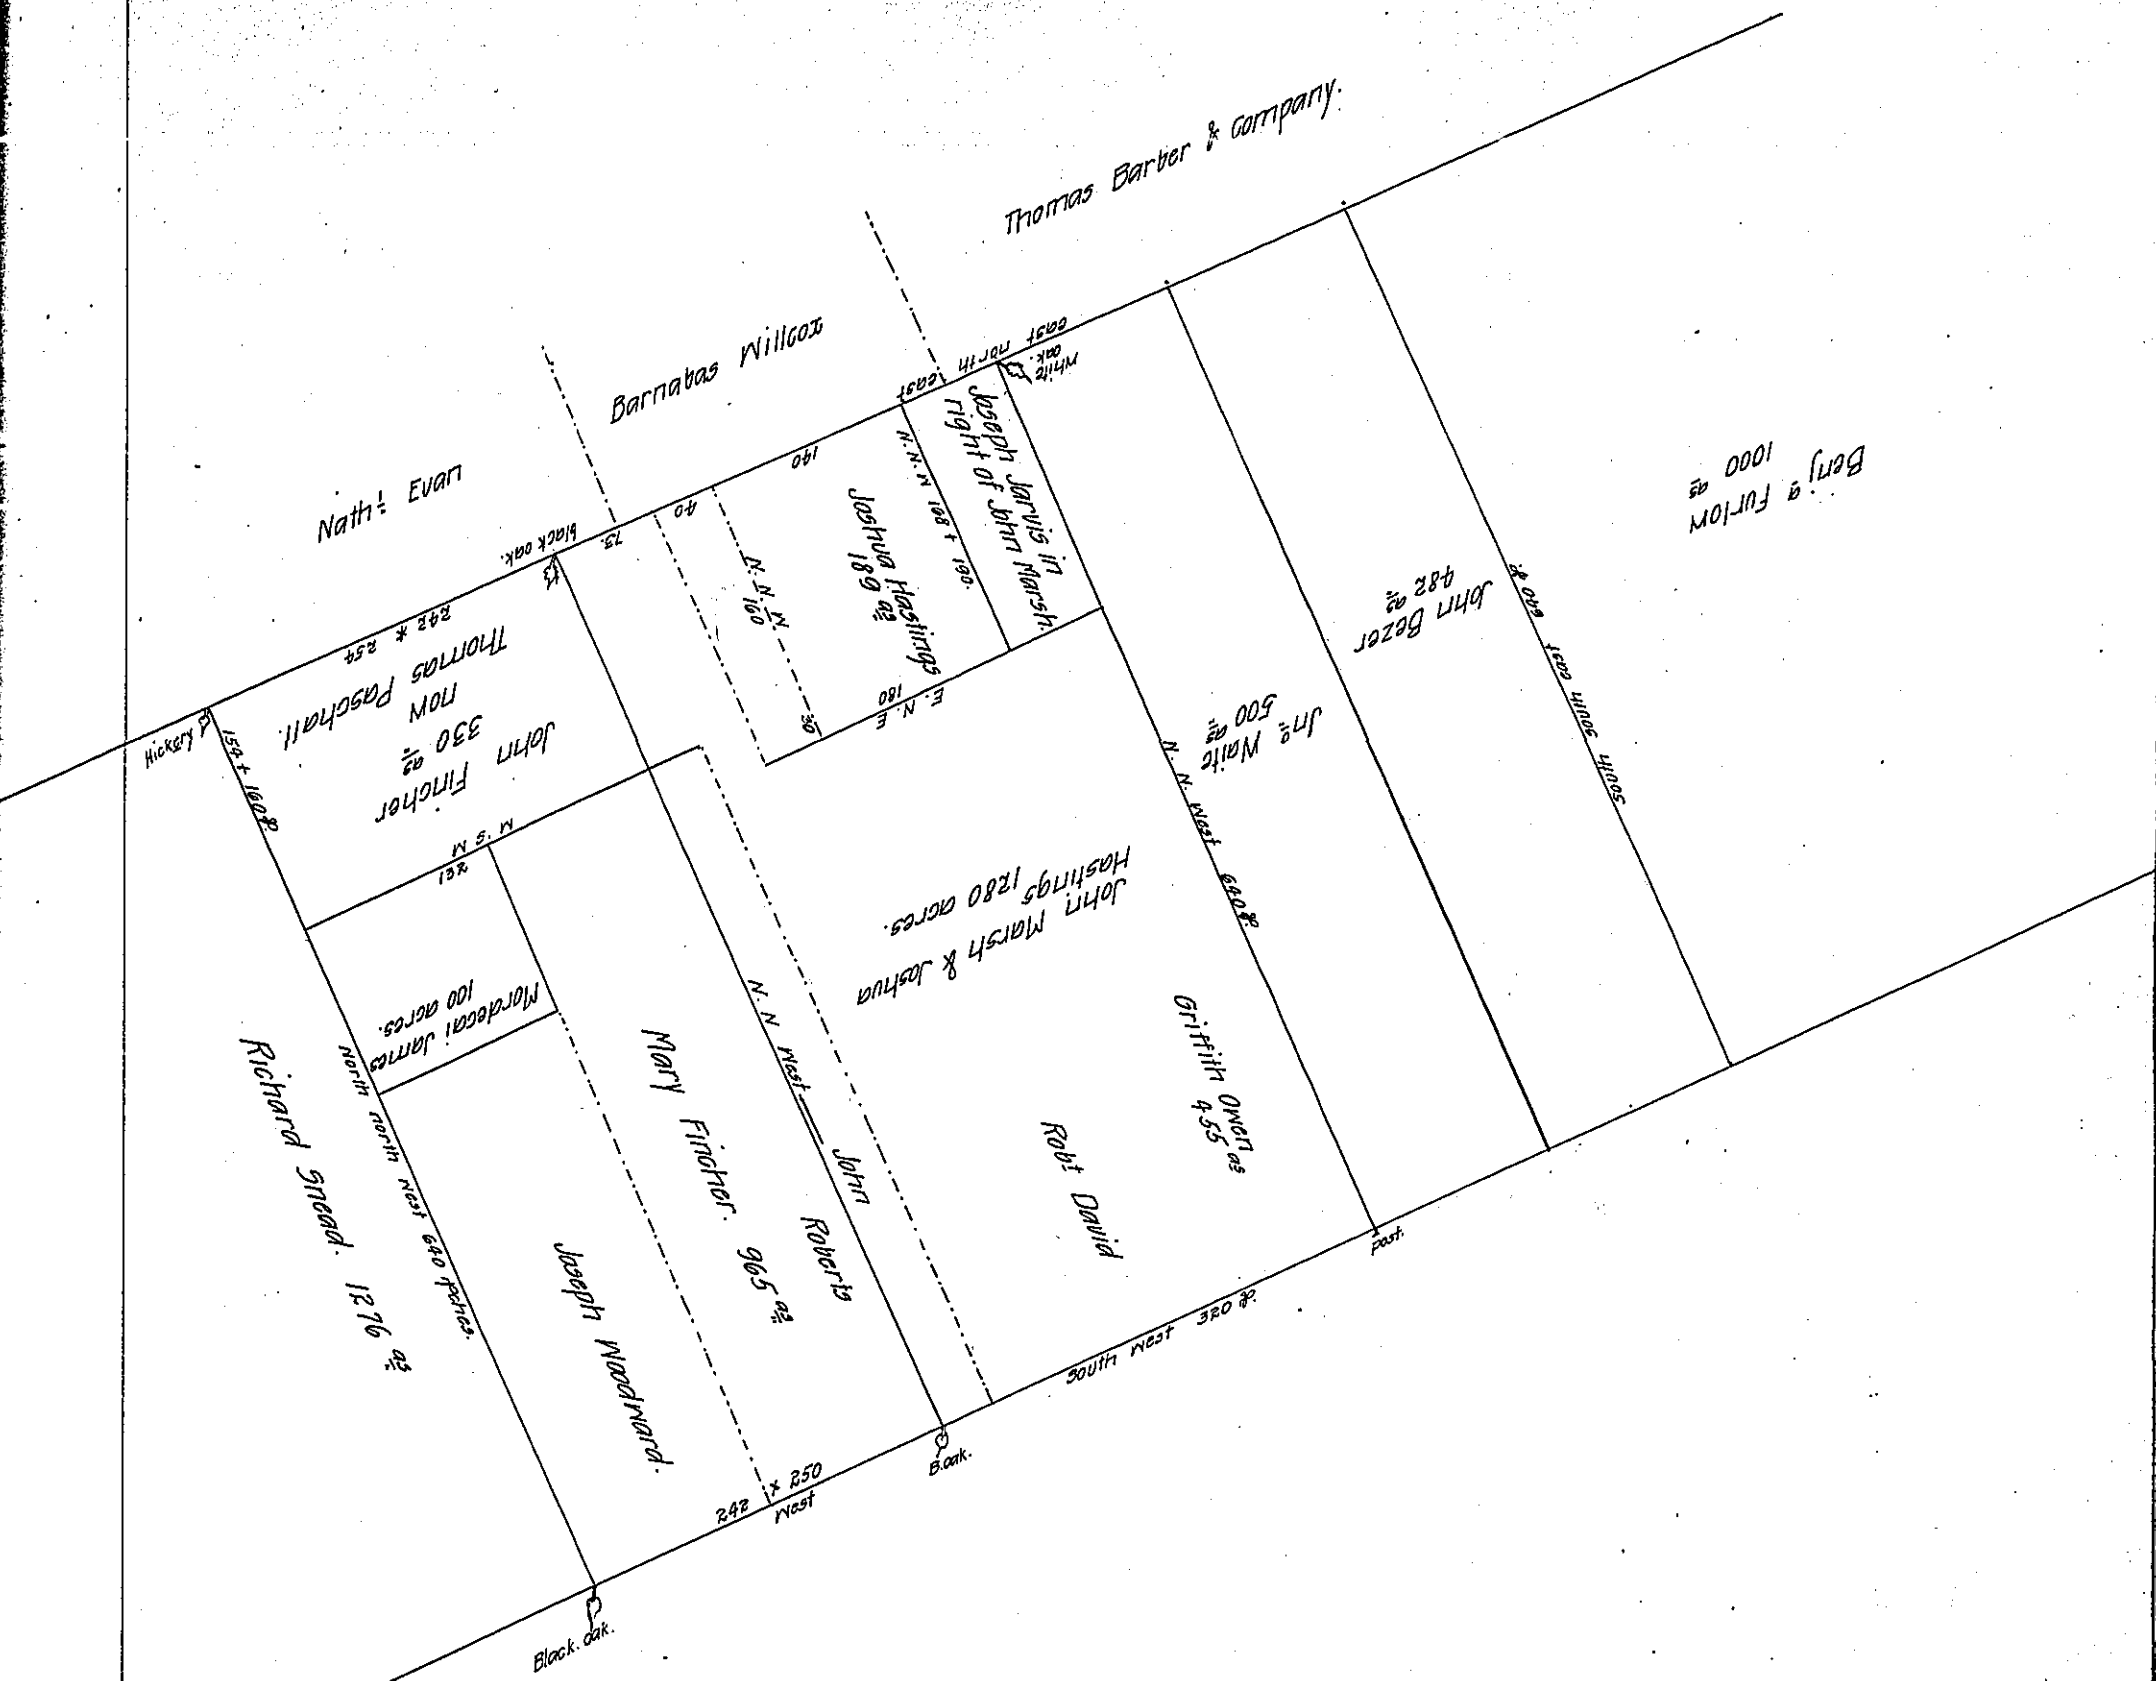 Thomas Barber & Company.
Barnabas Willcox
Nath:l Evan
east
north
east
White
oak.
140
40
73.
black oak.
242 * 254
Hickery
154 + 160 p.
Thomas Paschall.
now
330 as
John Fincher
W. S. W
132
N. N. W.
160
30
Joshua Hastings
189 as
N. N. W 168 + 160.
Joseph Jarvis in
right of John Marsh.
E. N. E
180
Benj a Furlow
1000 as
John Bezer
482 as
640 p.
South South east
Jno Waite
500 as
N. N. West 640 p.
John Marsh & Joshua
Hastings 1280 acres.
Mordecai James
100 acres.
Richard Snead. 1276 as
North north West 640 Pches.
Joseph Woodward.
Mary Fincher. 965 as
N. N West
John
Roberts
Robt David
Griffith Owen
455 as
post.
South West 320 p.
B.oak.
242 x 250
West
Black.oak.